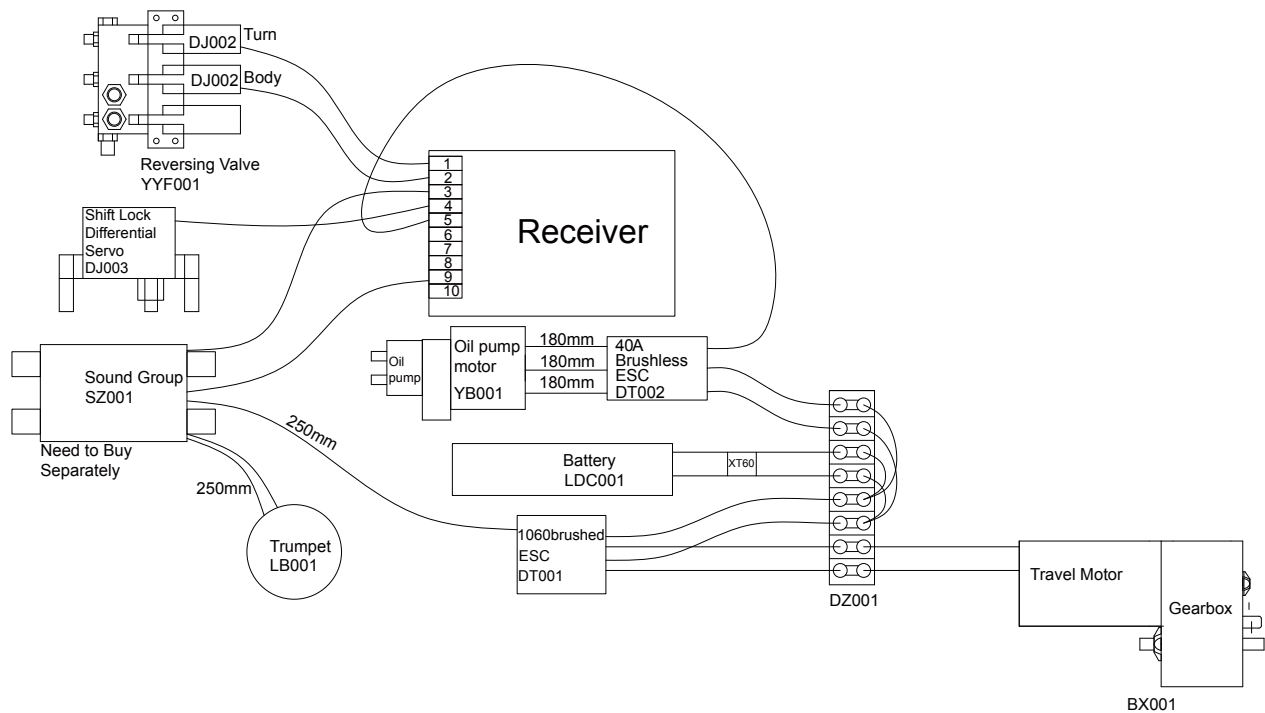 DJ002 Turn
DJ002 Body
Reversing Valve
YYF001
Shift Lock
Differential
Servo
DJ003
1
2
3
4
5
6
7
8
9
10
Receiver
Sound Group
SZ001
Need to Buy
Separately
250mm
250mm
Trumpet
LB001
Oil
pump
Oil pump
motor
YB001
180mm
180mm
180mm
40A
Brushless
ESC
DT002
Battery
LDC001
XT60
1060brushed
ESC
DT001
DZ001
Travel Motor
Gearbox
BX001